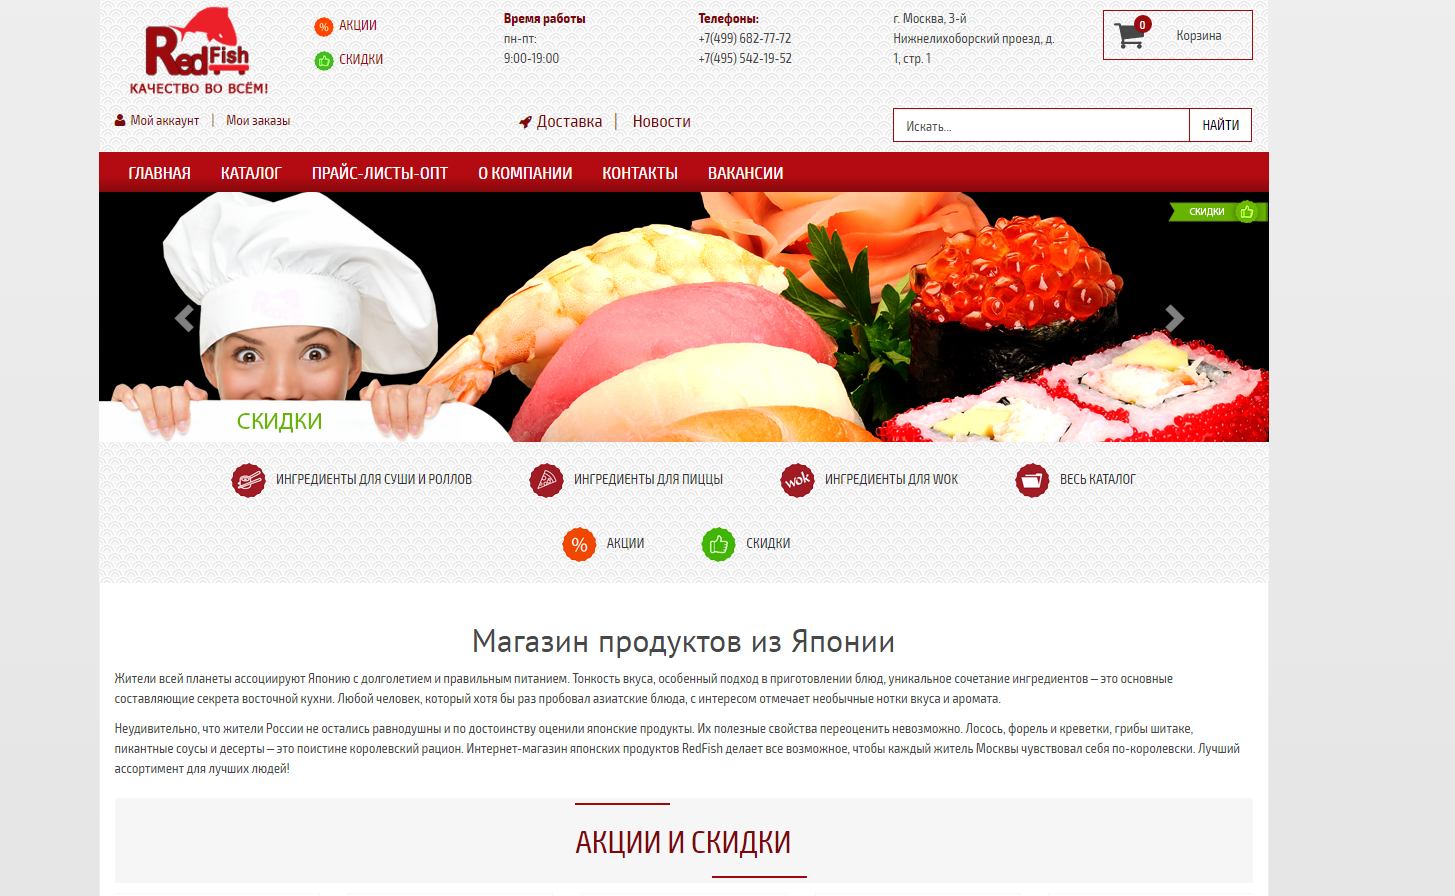 RedFish
КАЧЕСТВО ВО ВСЁМ!
% АКЦИИ
СКИДКИ
Время работы
пн-пт:
9:00-19:00
Телефоны:
+7(499) 682-77-72
+7(495) 542-19-52
г. Москва, 3-й
Нижнелихоборский проезд, д.
1, стр. 1
0
Корзина
Мой аккаунт | Мои заказы
Доставка | Новости
Искать...
НАЙТИ
ГЛАВНАЯ КАТАЛОГ ПРАЙС-ЛИСТЫ-ОПТ О КОМПАНИИ КОНТАКТЫ ВАКАНСИИ
СКИДКИ
СКИДКИ
ИНГРЕДИЕНТЫ ДЛЯ СУШИ И РОЛЛОВ
ИНГРЕДИЕНТЫ ДЛЯ ПИЦЦЫ
wok ИНГРЕДИЕНТЫ ДЛЯ WOK
ВЕСЬ КАТАЛОГ
% АКЦИИ
СКИДКИ
Магазин продуктов из Японии
Жители всей планеты ассоциируют Японию с долголетием и правильным питанием. Тонкость вкуса, особенный подход в приготовлении блюд, уникальное сочетание ингредиентов – это основные
составляющие секрета восточной кухни. Любой человек, который хотя бы раз пробовал азиатские блюда, с интересом отмечает необычные нотки вкуса и аромата.
Неудивительно, что жители России не остались равнодушны и по достоинству оценили японские продукты. Их полезные свойства переоценить невозможно. Лосось, форель и креветки, грибы шитаке,
пикантные соусы и десерты – это поистине королевский рацион. Интернет-магазин японских продуктов RedFish делает все возможное, чтобы каждый житель Москвы чувствовал себя по-королевски. Лучший
ассортимент для лучших людей!
АКЦИИ И СКИДКИ